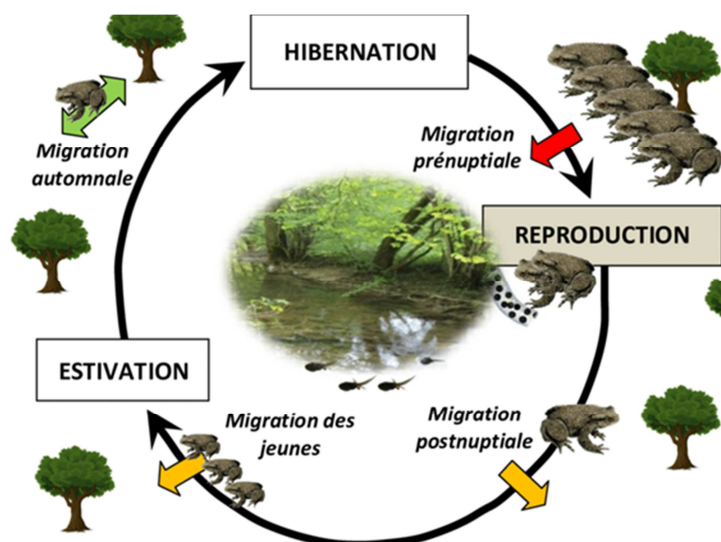 HIBERNATION
Migration
prénuptiale
REPRODUCTION
Migration
postnuptiale
Migration des
jeunes
ESTIVATION
Migration
automnale